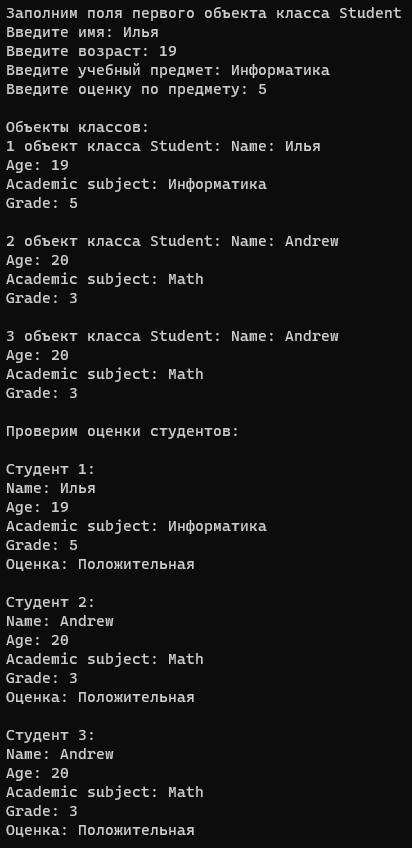 Заполним поля первого объекта класса Student
Введите имя: Илья
Введите возраст: 19
Введите учебный предмет: Информатика
Введите оценку по предмету: 5
Объекты классов:
1 объект класса Student: Name: Илья
Age: 19
Academic subject: Информатика
Grade: 5
2 объект класса Student: Name: Andrew
Age: 20
Academic subject: Math
Grade: 3
3 объект класса Student: Name: Andrew
Age: 20
Academic subject: Math
Grade: 3
Проверим оценки студентов:
Студент 1:
Name: Илья
Age: 19
Academic subject: Информатика
Grade: 5
Оценка: Положительная
Студент 2:
Name: Andrew
Age: 20
Academic subject: Math
Grade: 3
Оценка: Положительная
Студент 3:
Name: Andrew
Age: 20
Academic subject: Math
Grade: 3
Оценка: Положительная